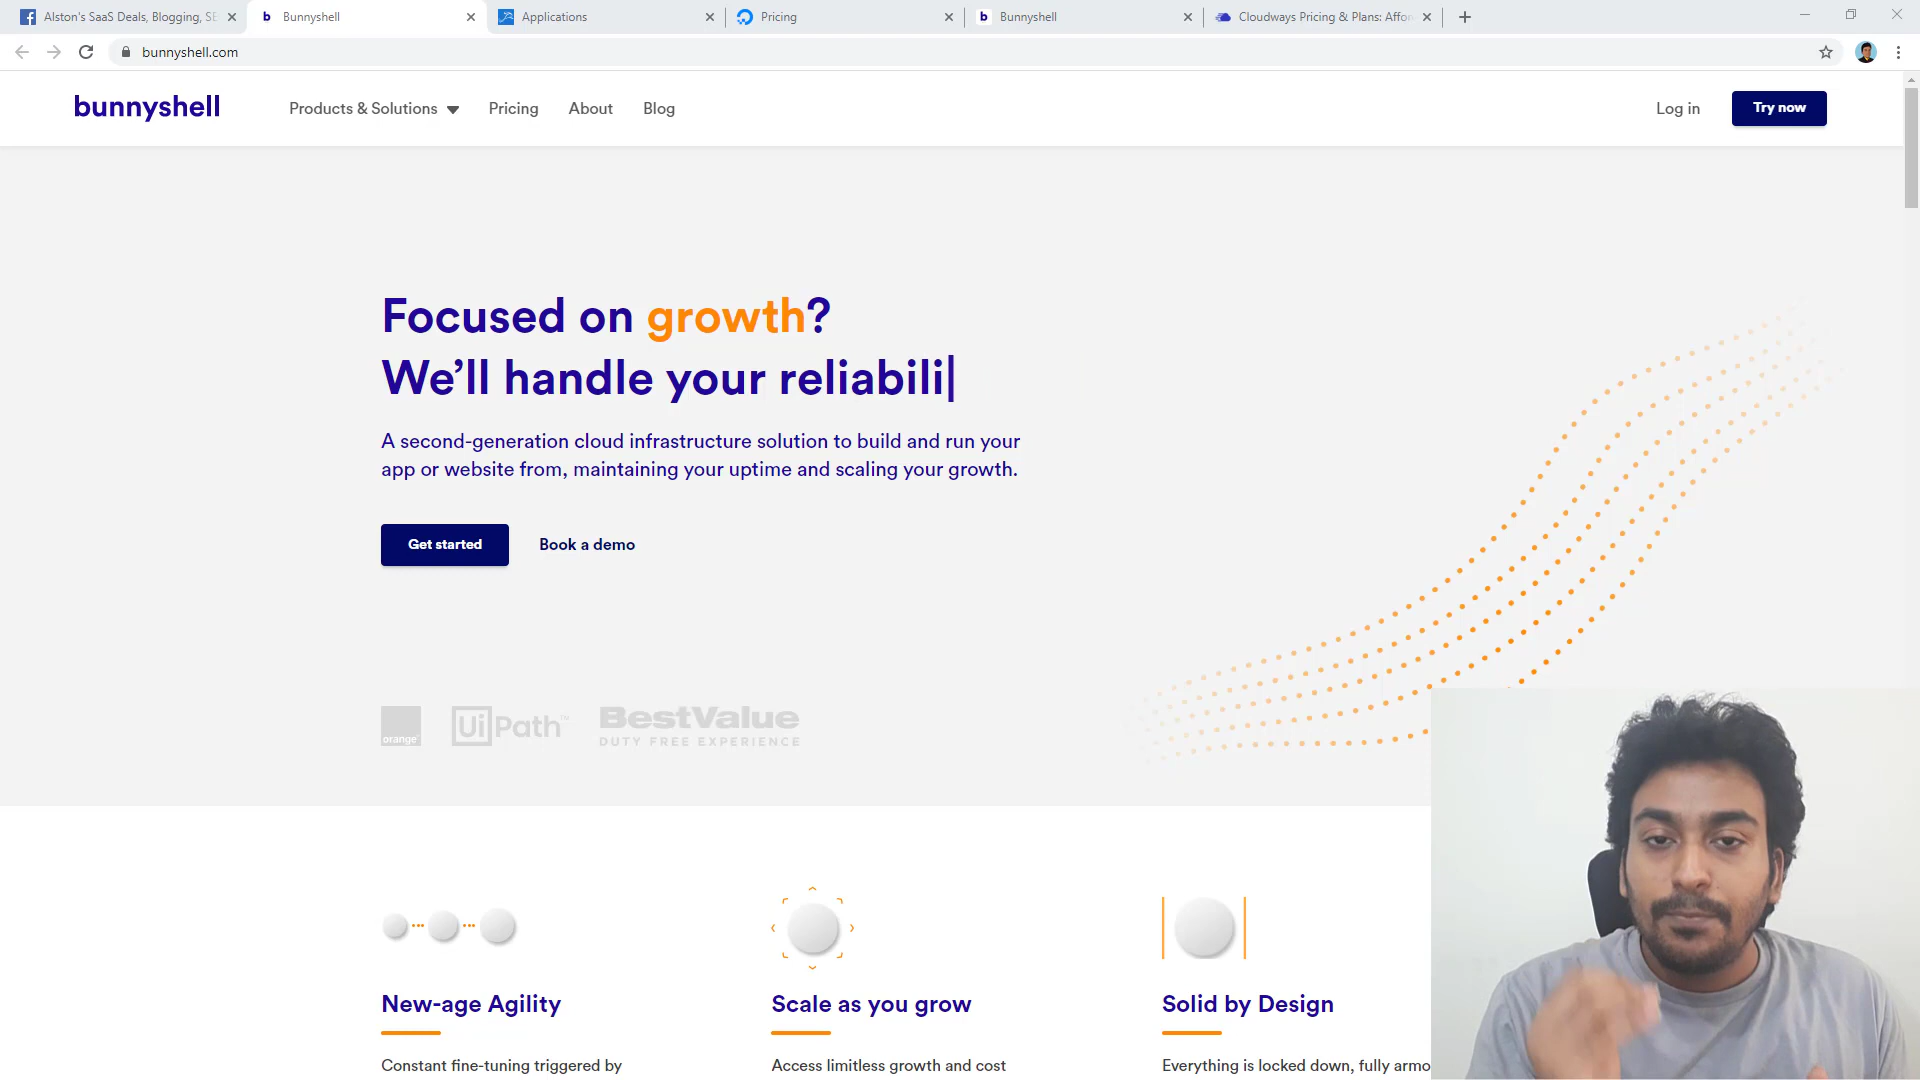 Alston's SaaS Deals, Blogging, SE
Bunnyshell
Applications
Pricing
Bunnyshell
Cloudways Pricing & Plans: Affor
bunnyshell.com
bunnyshell
Products & Solutions
Pricing
About
Blog
Log in
Try now
Focused on growth?
We'll handle your reliabili
A second-generation cloud infrastructure solution to build and run your
app or website from, maintaining your uptime and scaling your growth.
Get started
Book a demo
orange™
UiPath™
BestValue
DUTY FREE EXPERIENCE
New-age Agility
Scale as you grow
Solid by Design
Constant fine-tuning triggered by
Access limitless growth and cost
Everything is locked down, fully armo